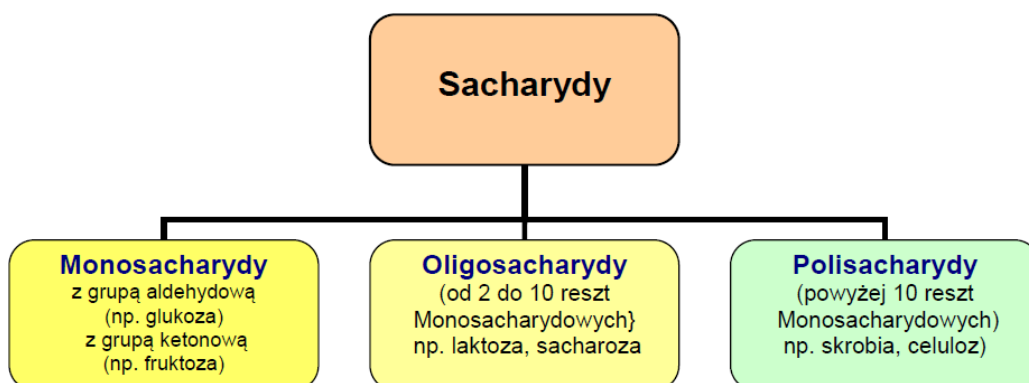 Sacharydy
Monosacharydy
z grupą aldehydową
(np. glukoza)
z grupą ketonową
(np. fruktoza)
Oligosacharydy
(od 2 do 10 reszt
Monosacharydowych}
np. laktoza, sacharoza
Polisacharydy
(powyżej 10 reszt
Monosacharydowych)
np. skrobia, celuloz)